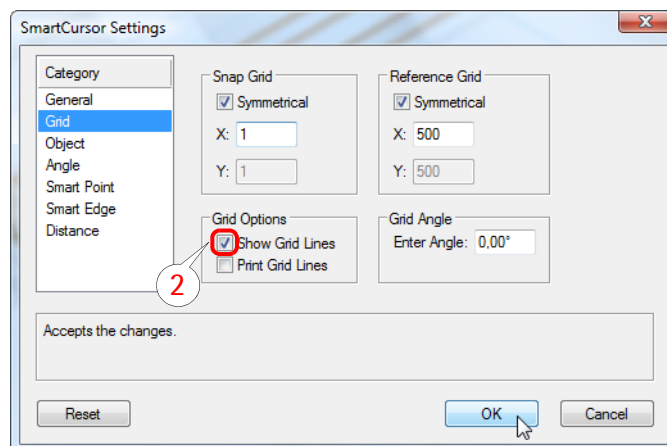 SmartCursor Settings
Category
General
Grid
Object
Angle
Smart Point
Smart Edge
Distance
Snap Grid
Symmetrical
X: 1
Y: 1
Reference Grid
Symmetrical
X: 500
Y: 500
Grid Options
Show Grid Lines
Print Grid Lines
2
Grid Angle
Enter Angle: 0,00°
Accepts the changes.
Reset
OK
Cancel